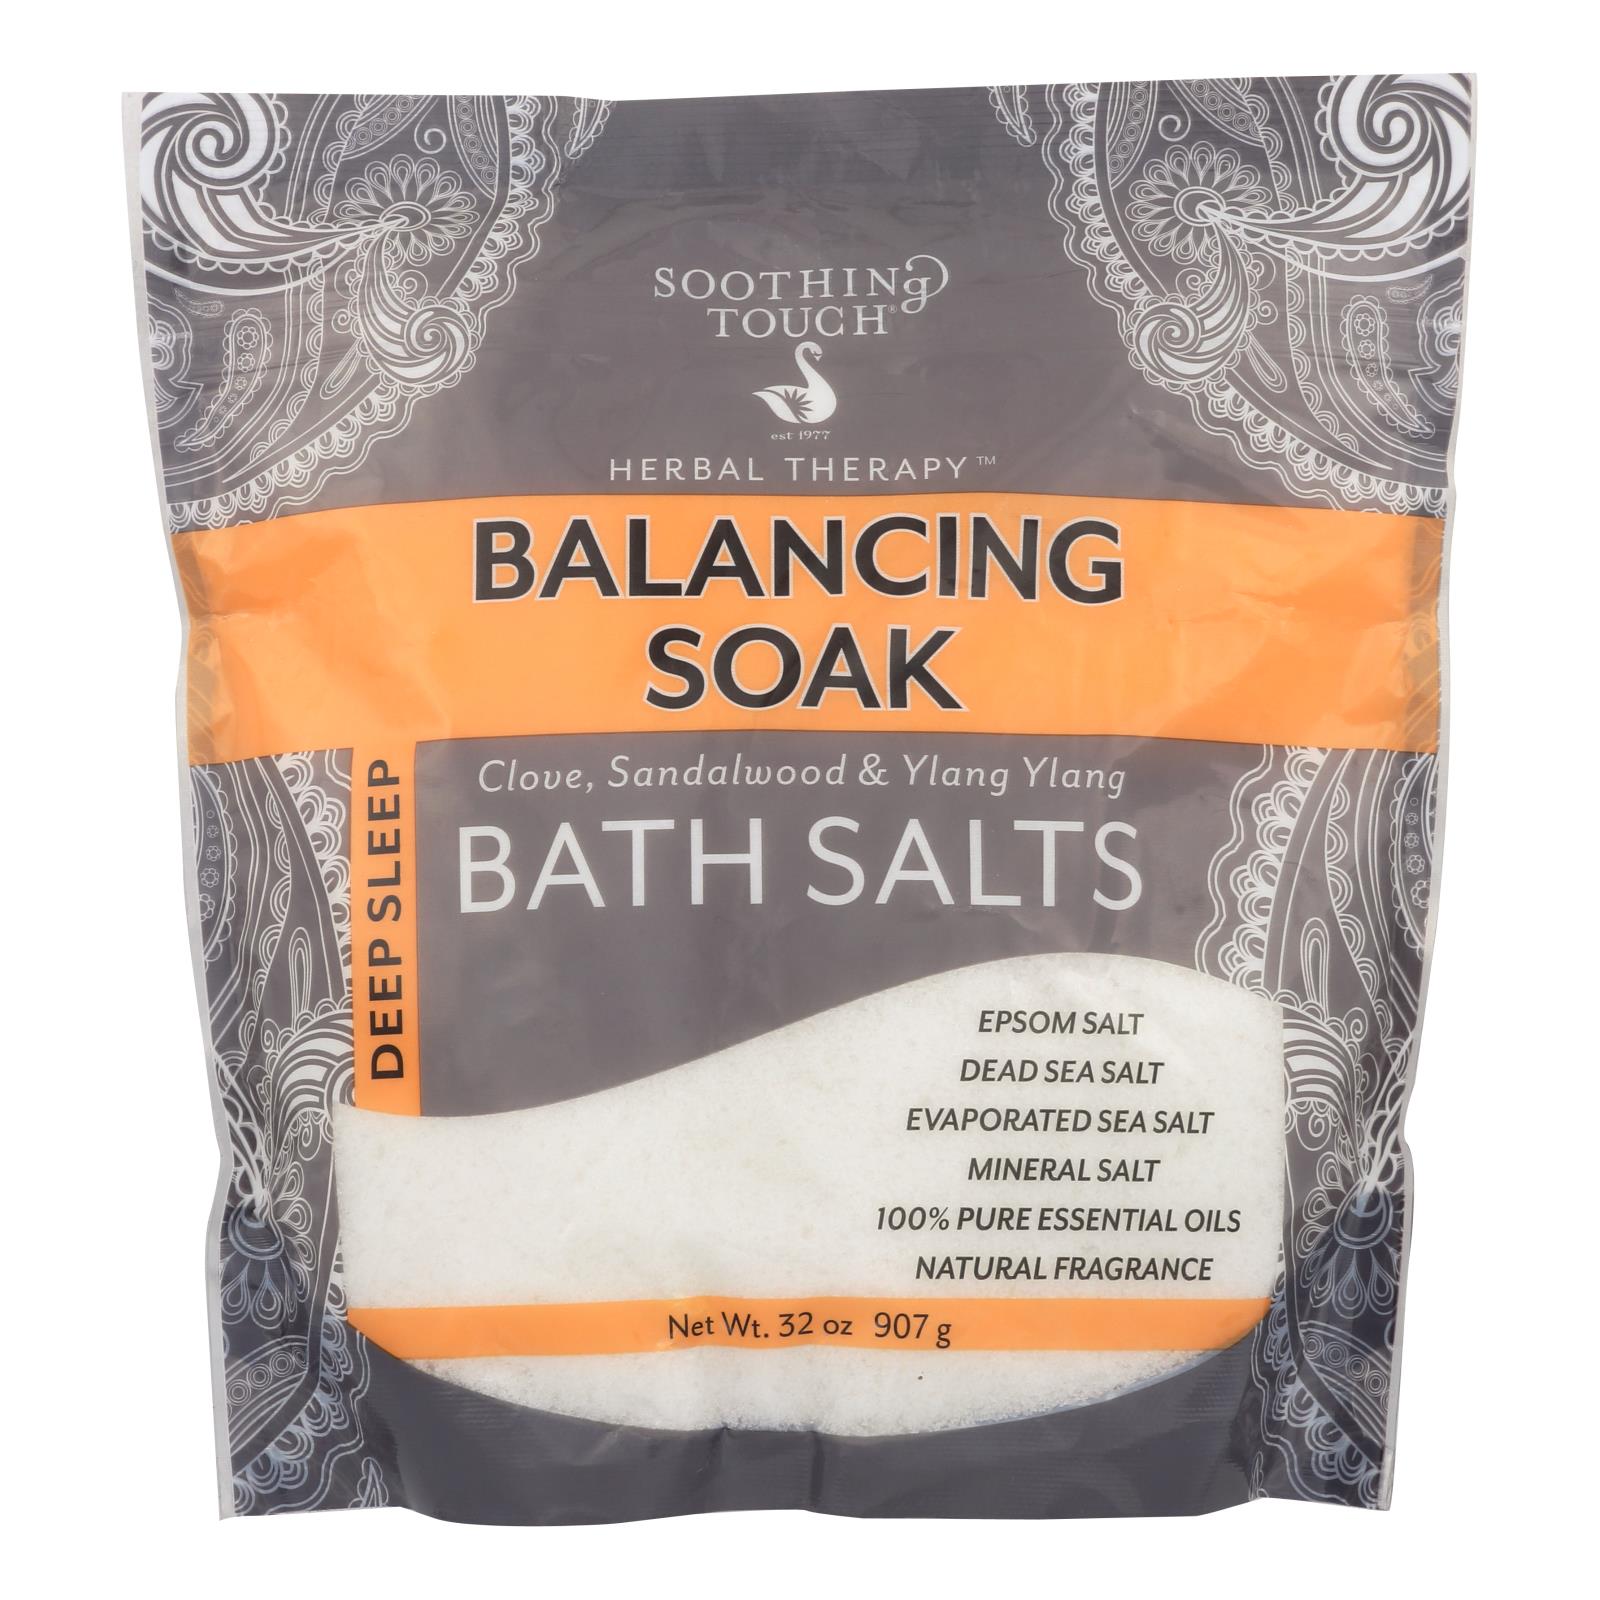 SOOTHING
TOUCH®
est 1977
HERBAL THERAPY™
BALANCING
SOAK
Clove, Sandalwood & Ylang Ylang
BATH SALTS
DEEP SLEEP
EPSOM SALT
DEAD SEA SALT
EVAPORATED SEA SALT
MINERAL SALT
100% PURE ESSENTIAL OILS
NATURAL FRAGRANCE
Net Wt. 32 oz 907 g